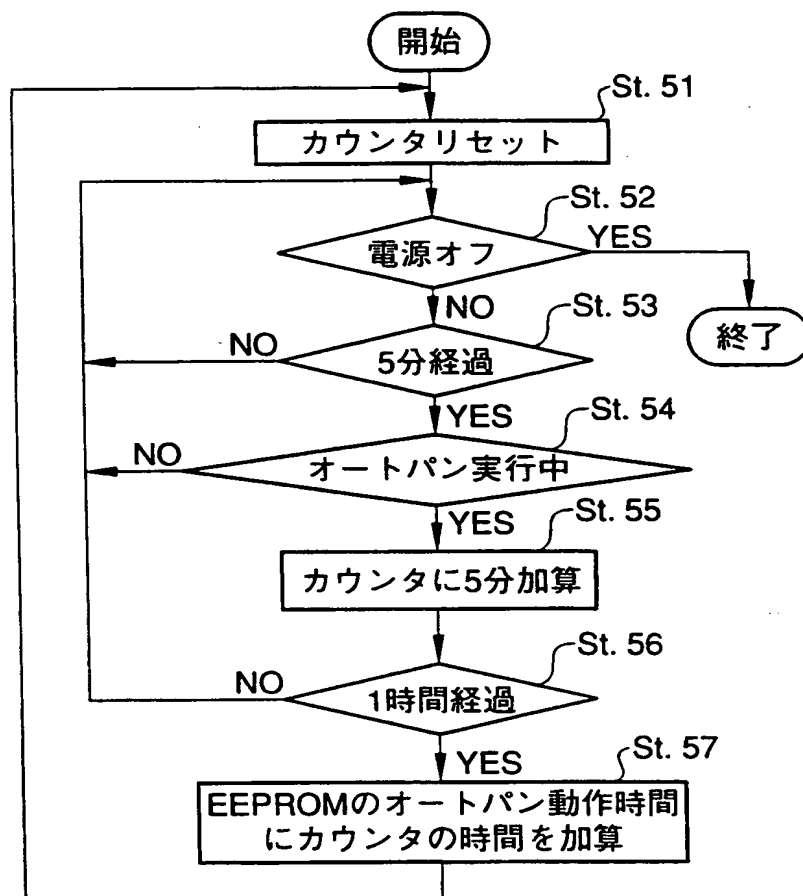 開始
St. 51
カウンタリセット
St. 52
電源オフ
YES
NO
St. 53
終了
NO
5分経過
YES
St. 54
NO
オートパン実行中
YES
St. 55
カウンタに5分加算
St. 56
NO
1時間経過
YES
St. 57
EEPROMのオートパン動作時間
にカウンタの時間を加算